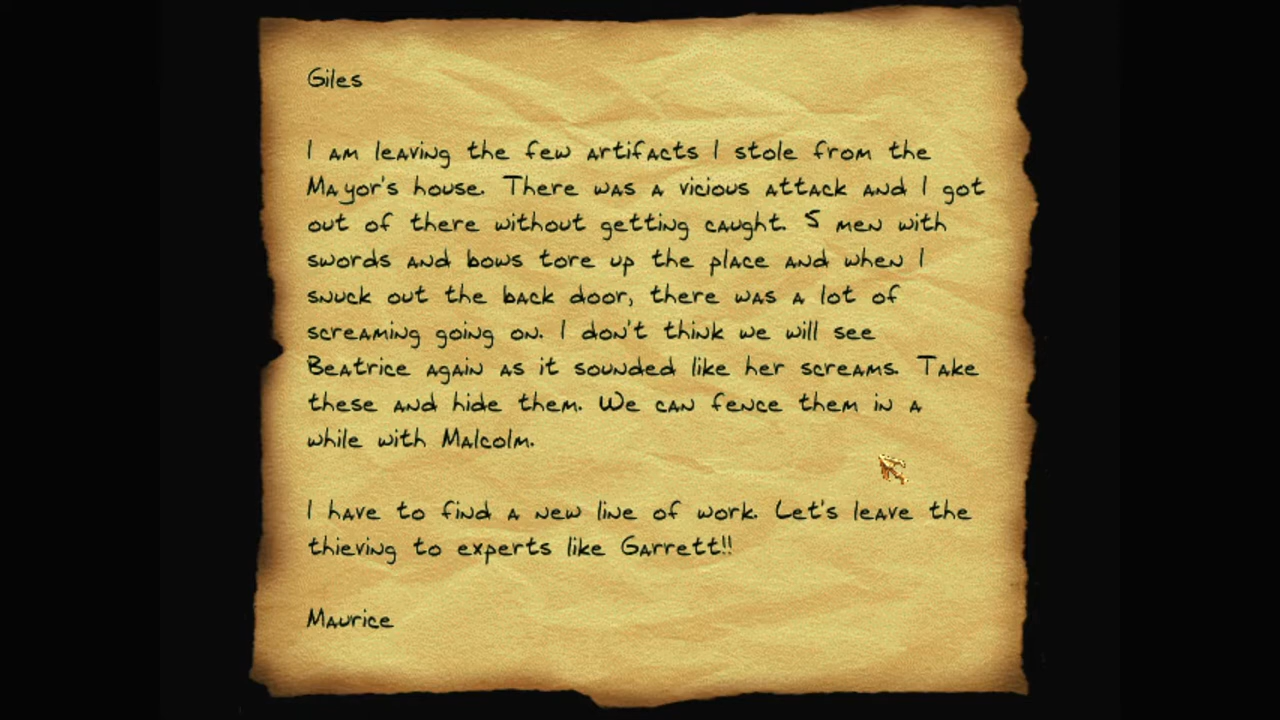 Giles
I am leaving the few artifacts I stole from the
Mayor's house. There was a vicious attack and I got
out of there without getting caught. 5 men with
swords and bows tore up the place and when I
snuck out the back door, there was a lot of
screaming going on. I don't think we will see
Beatrice again as it sounded like her screams. Take
these and hide them. We can fence them in a
while with Malcolm.
I have to find a new line of work. Let's leave the
thieving to experts like Garrett!!
Maurice